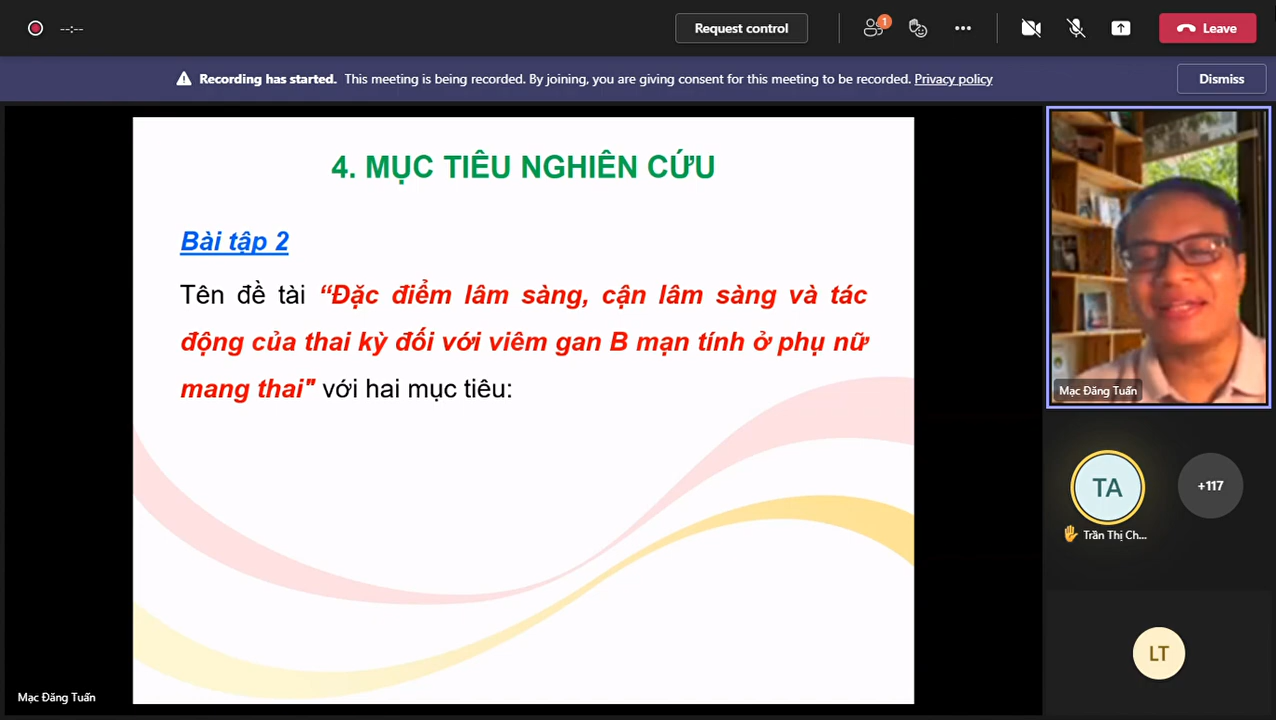 --:--
Request control
1
Leave
Recording has started. This meeting is being recorded. By joining, you are giving consent for this meeting to be recorded. Privacy policy
Dismiss
4. MỤC TIÊU NGHIÊN CỨU
Bài tập 2
Tên đề tài “Đặc điểm lâm sàng, cận lâm sàng và tác
động của thai kỳ đối với viêm gan B mạn tính ở phụ nữ
mang thai" với hai mục tiêu:
Mạc Đăng Tuấn
TA
+117
Trần Thị Ch...
LT
Mạc Đăng Tuấn